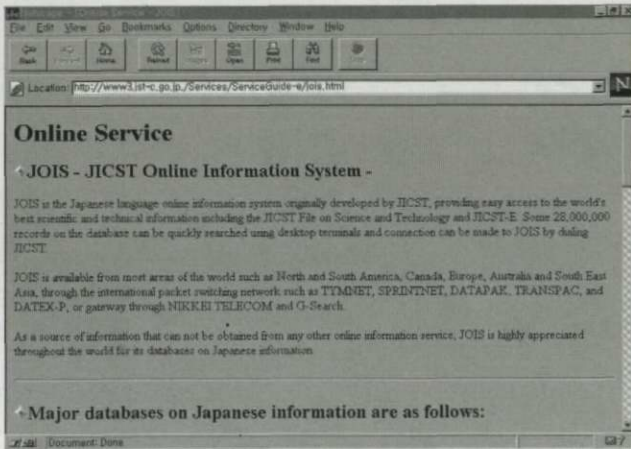 File Edit View Go Bookmarks Options Directory Window Help
Back Home Reload Open Print Find
Location: http://www3.jst-c.go.jp./Services/ServiceGuide-e/jois.html
N
Online Service
JOIS - JICST Online Information System -
JOIS is the Japanese language online information system originally developed by JICST, providing easy access to the world's
best scientific and technical information including the JICST File on Science and Technology and JICST-E. Some 28,000,000
records on the database can be quickly searched using desktop terminals and connection can be made to JOIS by dialing
JICST.
JOIS is available from most areas of the world such as North and South America, Canada, Europe, Australia and South East
Asia, through the international packet switching network such as TYMNET, SPRINTNET, DATAPAK, TRANSPAC, and
DATEX-P, or gateway through NIKKEI TELECOM and G-Search.
As a source of information that can not be obtained from any other online information service, JOIS is highly appreciated
throughout the world for its databases on Japanese information.
Major databases on Japanese information are as follows:
Document: Done